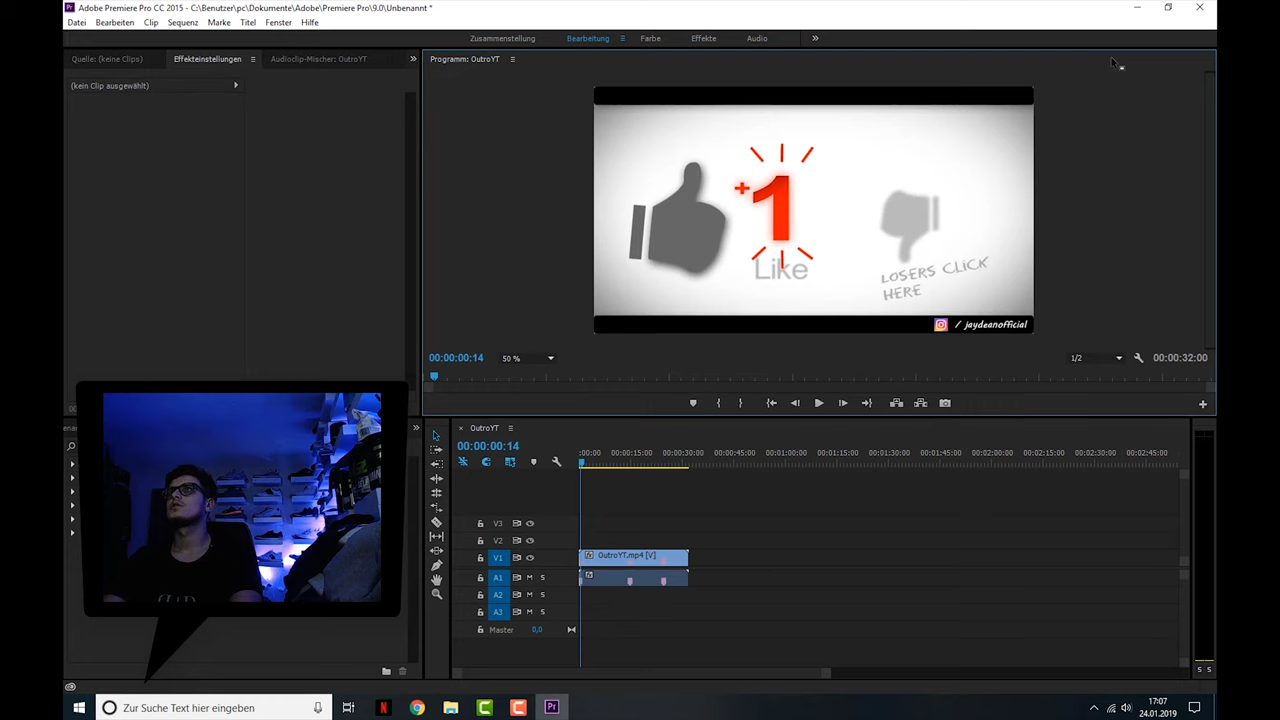 Adobe Premiere Pro CC 2015 - C:\Benutzer\pc\Dokumente\Adobe\Premiere Pro\9.0\Unbenannt *
Datei Bearbeiten Clip Sequenz Marke Titel Fenster Hilfe
Zusammenstellung Bearbeitung Farbe Effekte Audio
Quelle: (keine Clips) Effekteinstellungen Audioclip-Mischer: OutroYT
Programm: OutroYT
(kein Clip ausgewählt)
+1
Like
LOSERS CLICK
HERE
/ jaydeanofficial
00:00:00:14 50 % 1/2 00:00:32:00
OutroYT
00:00:00:14
:00:00 00:00:15:00 00:00:30:00 00:00:45:00 00:01:00:00 00:01:15:00 00:01:30:00 00:01:45:00 00:02:00:00 00:02:15:00 00:02:30:00 00:02:45:00
V3
V2
V1 OutroYT.mp4 [V]
A1 M S
A2 M S
A3 M S
Master 0,0
S S
Zur Suche Text hier eingeben
17:07
24.01.2019